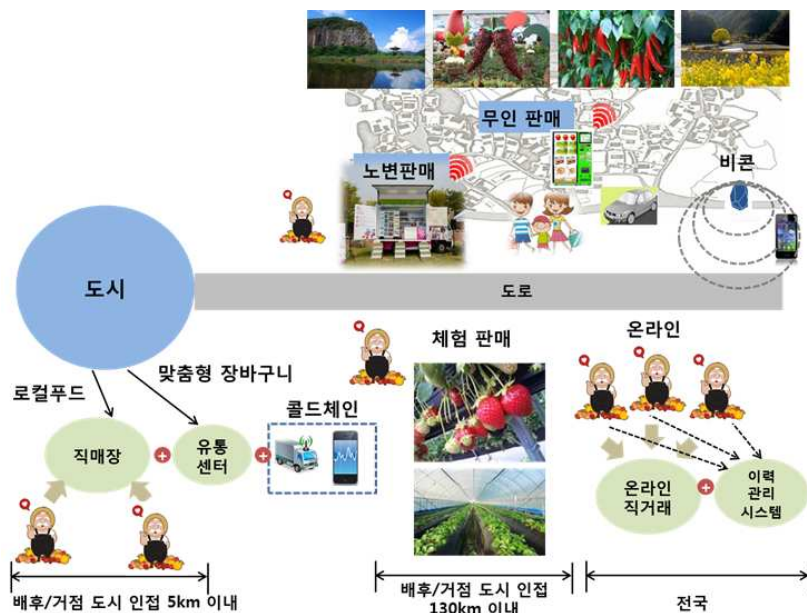 무인 판매
노변판매
비콘
도시
도로
체험 판매
온라인
로컬푸드
맞춤형 장바구니
콜드체인
직매장
유통
센터
온라인
직거래
이력
관리
시스템
배후/거점 도시 인접 5km 이내
배후/거점 도시 인접
130km 이내
전국